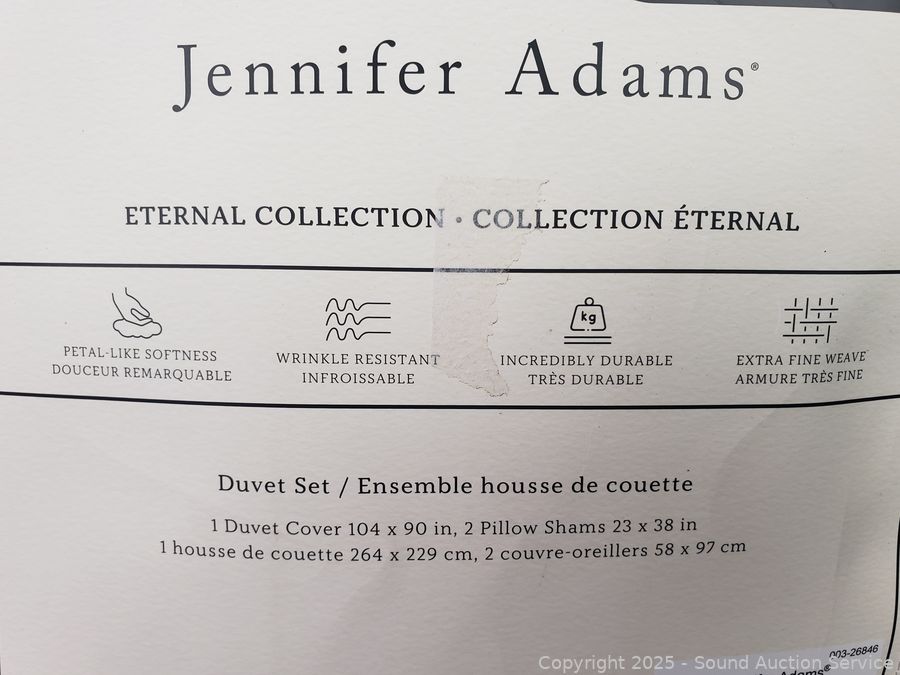 Jennifer Adams®
ETERNAL COLLECTION • COLLECTION ÉTERNAL
PETAL-LIKE SOFTNESS
DOUCEUR REMARQUABLE
WRINKLE RESISTANT
INFROISSABLE
kg
INCREDIBLY DURABLE
TRÈS DURABLE
EXTRA FINE WEAVE
ARMURE TRÈS FINE
Duvet Set / Ensemble housse de couette
1 Duvet Cover 104 x 90 in, 2 Pillow Shams 23 x 38 in
1 housse de couette 264 x 229 cm, 2 couvre-oreillers 58 x 97 cm
003-26846
Adams®
Copyright 2025 - Sound Auction Service